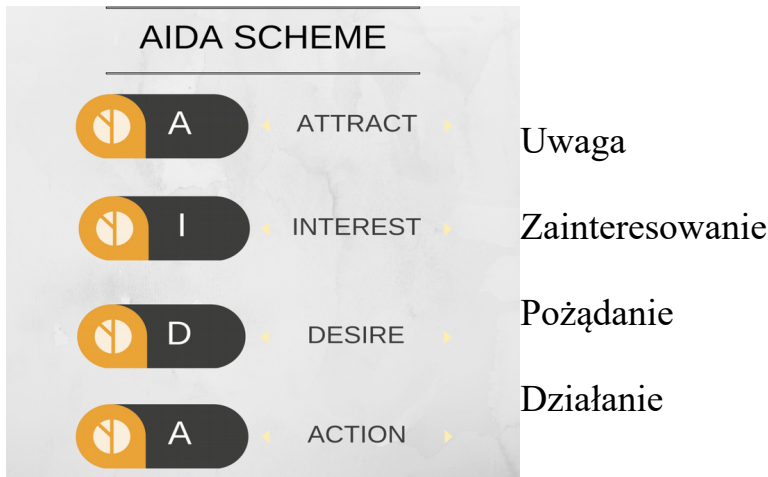 AIDA SCHEME
A ATTRACT Uwaga
I INTEREST Zainteresowanie
D DESIRE Pożądanie
A ACTION Działanie